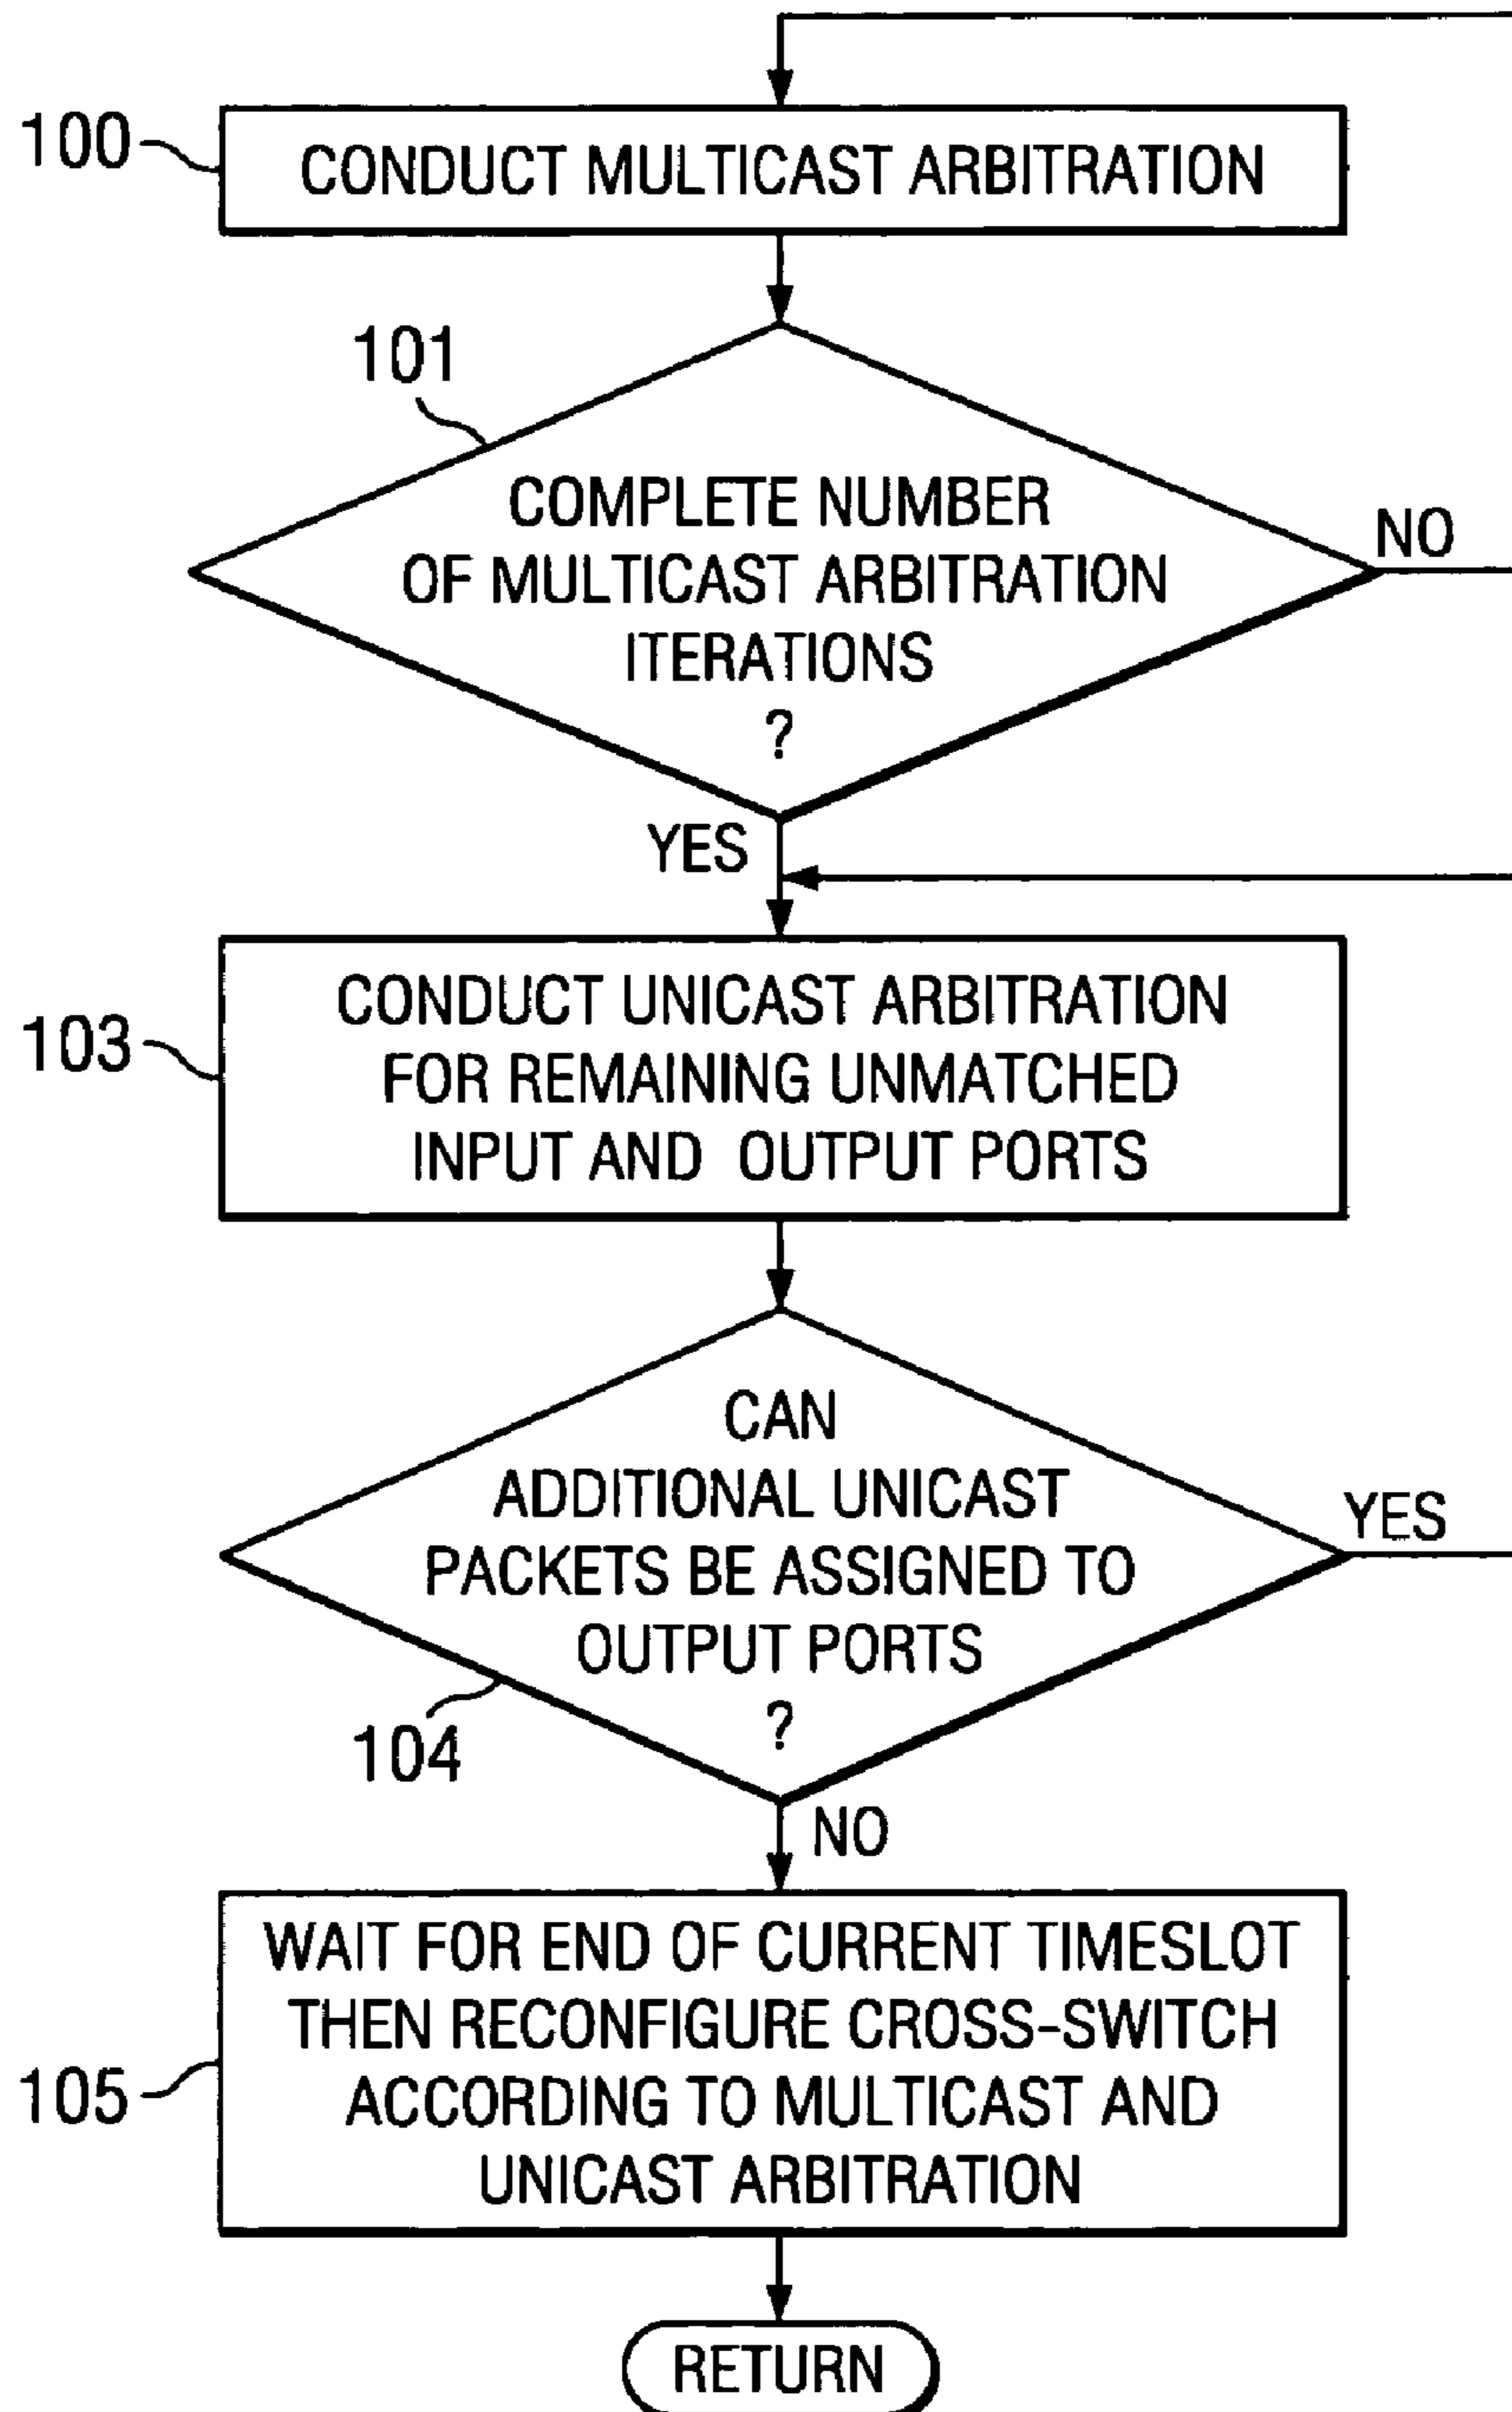 100
CONDUCT MULTICAST ARBITRATION
101
COMPLETE NUMBER
OF MULTICAST ARBITRATION
ITERATIONS
?
NO
YES
103
CONDUCT UNICAST ARBITRATION
FOR REMAINING UNMATCHED
INPUT AND OUTPUT PORTS
CAN
ADDITIONAL UNICAST
PACKETS BE ASSIGNED TO
OUTPUT PORTS
?
YES
104
NO
105
WAIT FOR END OF CURRENT TIMESLOT
THEN RECONFIGURE CROSS-SWITCH
ACCORDING TO MULTICAST AND
UNICAST ARBITRATION
RETURN